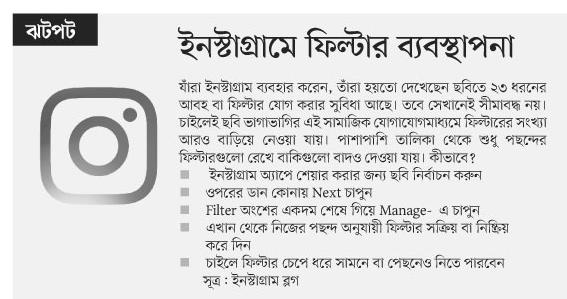 ঝটপট
ইনস্টাগ্রামে ফিল্টার ব্যবস্থাপনা
যাঁরা ইনস্টাগ্রাম ব্যবহার করেন, তাঁরা হয়তো দেখেছেন ছবিতে ২৩ ধরনের
আবহ বা ফিল্টার যোগ করার সুবিধা আছে। তবে সেখানেই সীমাবদ্ধ নয়।
চাইলেই ছবি ভাগাভাগির এই সামাজিক যোগাযোগমাধ্যমে ফিল্টারের সংখ্যা
আরও বাড়িয়ে নেওয়া যায়। পাশাপাশি তালিকা থেকে শুধু পছন্দের
ফিল্টারগুলো রেখে বাকিগুলো বাদও দেওয়া যায়। কীভাবে?
ইনস্টাগ্রাম অ্যাপে শেয়ার করার জন্য ছবি নির্বাচন করুন
ওপরের ডান কোনায় Next চাপুন
Filter অংশের একদম শেষে গিয়ে Manage- এ চাপুন
এখান থেকে নিজের পছন্দ অনুযায়ী ফিল্টার সক্রিয় বা নিষ্ক্রিয়
করে দিন
চাইলে ফিল্টার চেপে ধরে সামনে বা পেছনেও নিতে পারবেন
সূত্র : ইনস্টাগ্রাম ব্লগ